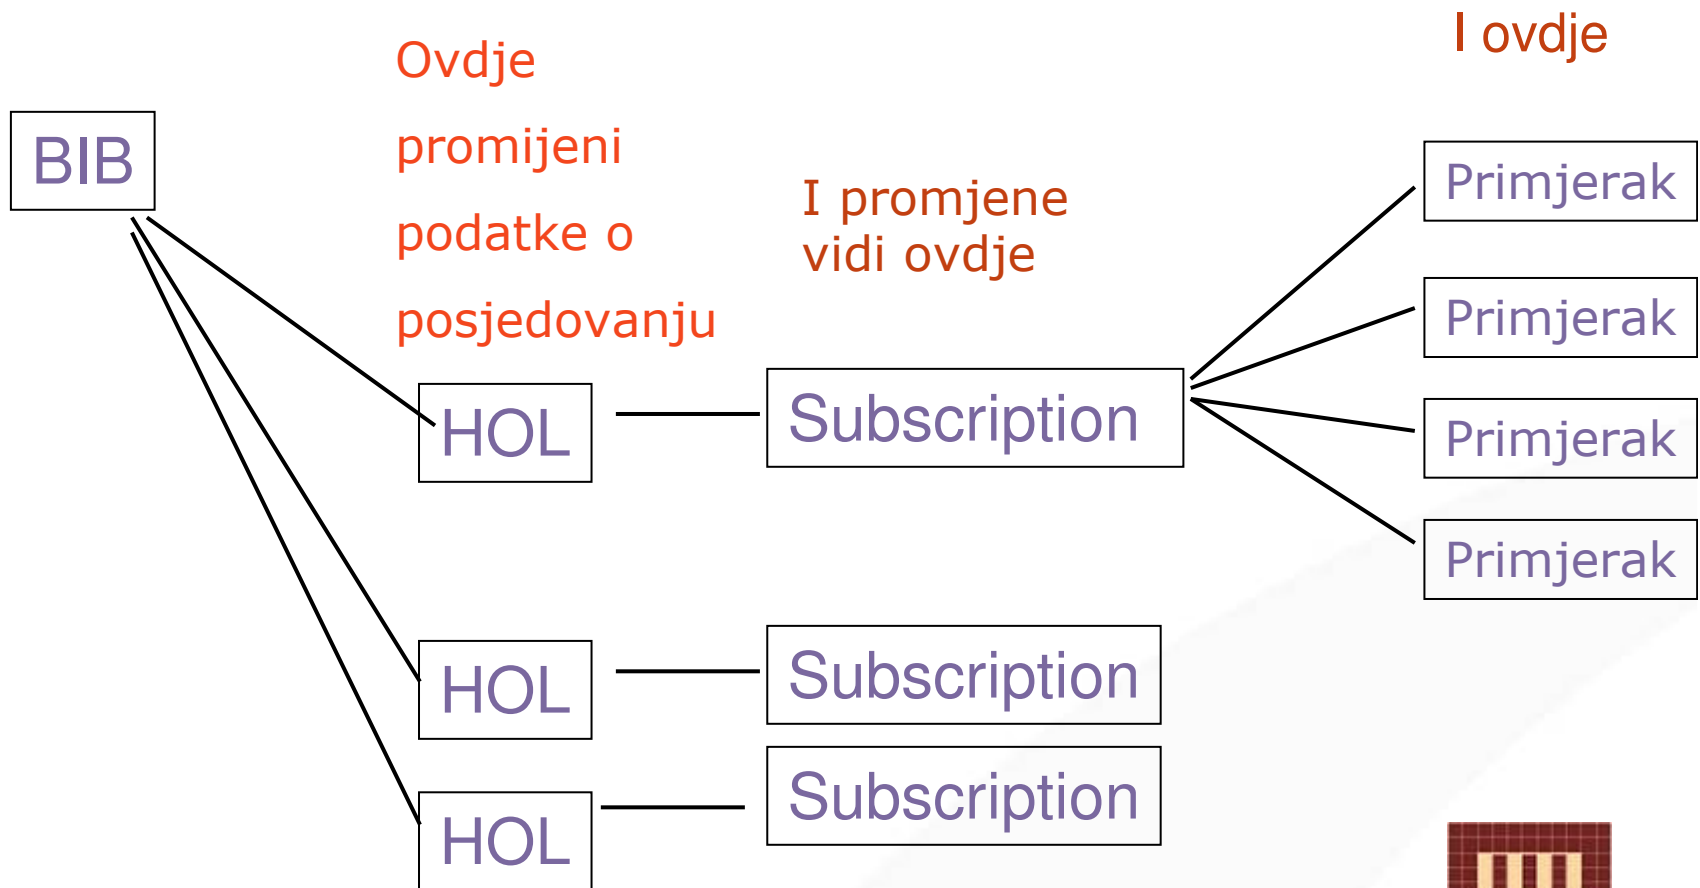 I ovdje
Ovdje
promijeni
podatke o
posjedovanju
I promjene
vidi ovdje
BIB
HOL
Subscription
Primjerak
Primjerak
Primjerak
Primjerak
HOL
Subscription
HOL
Subscription